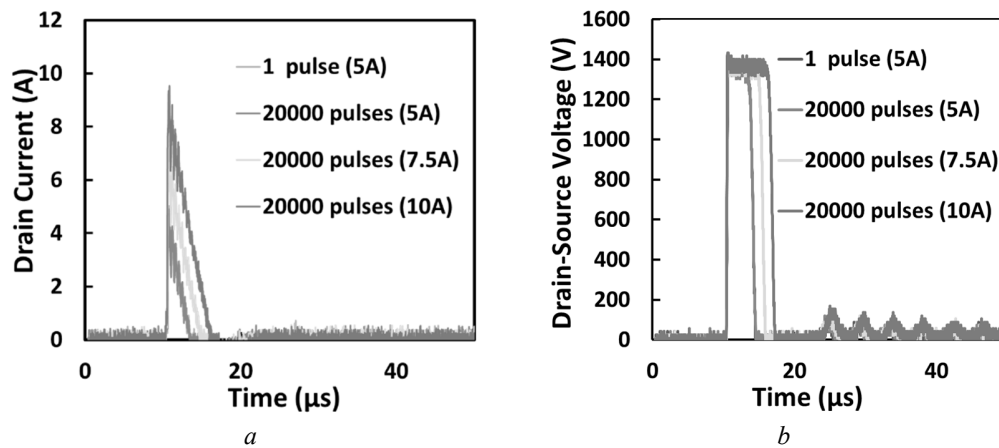 Drain Current (A)
12
10
8
6
4
2
0
1 pulse (5A)
20000 pulses (5A)
20000 pulses (7.5A)
20000 pulses (10A)
0 20 40
Time (μs)
a
Drain-Source Voltage (V)
1600
1400
1200
1000
800
600
400
200
0
1 pulse (5A)
20000 pulses (5A)
20000 pulses (7.5A)
20000 pulses (10A)
0 20 40
Time (μs)
b